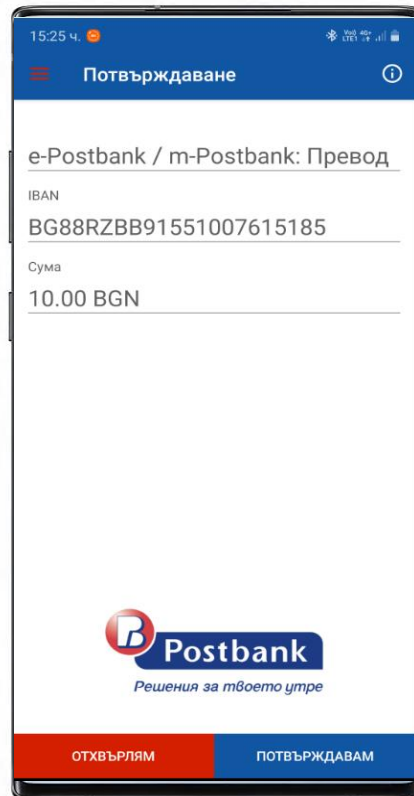 15:25 ч.
Потвърждаване
e-Postbank / m-Postbank: Превод
IBAN
BG88RZBB91551007615185
Сума
10.00 BGN
Postbank
Решения за твоето утре
ОТХВЪРЛЯМ ПОТВЪРЖДАВАМ